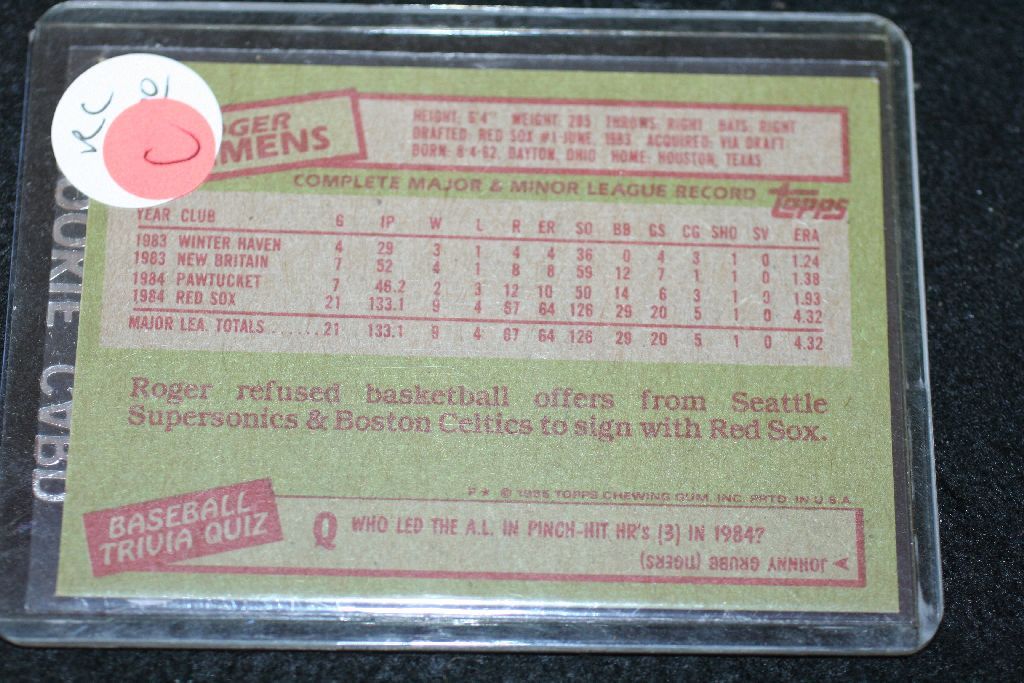 RC
OGER
MENS
HEIGHT: 6'4" WEIGHT: 205 THROWS: RIGHT BATS: RIGHT
DRAFTED: RED SOX #1-JUNE, 1983 ACQUIRED: VIA DRAFT
BORN: 8-4-62, DAYTON, OHIO HOME: HOUSTON, TEXAS
COMPLETE MAJOR & MINOR LEAGUE RECORD
Topps
YEAR CLUB G IP W L R ER SO BB GS CG SHO SV ERA
1983 WINTER HAVEN 4 29 3 1 4 4 36 0 4 3 1 0 1.24
1983 NEW BRITAIN 7 52 4 1 8 8 59 12 7 1 1 0 1.38
1984 PAWTUCKET 7 46.2 2 3 12 10 50 14 6 3 1 0 1.93
1984 RED SOX 21 133.1 9 4 67 64 126 29 20 5 1 0 4.32
MAJOR LEA. TOTALS......21 133.1 9 4 67 64 126 29 20 5 1 0 4.32
Roger refused basketball offers from Seattle
Supersonics & Boston Celtics to sign with Red Sox.
P* © 1985 TOPPS CHEWING GUM, INC. PRTD. IN U.S.A.
BASEBALL
TRIVIA QUIZ
Q WHO LED THE A.L. IN PINCH-HIT HR's (3) IN 1984?
A JOHNNY GRUBB (TIGERS)
OOKIE CARD